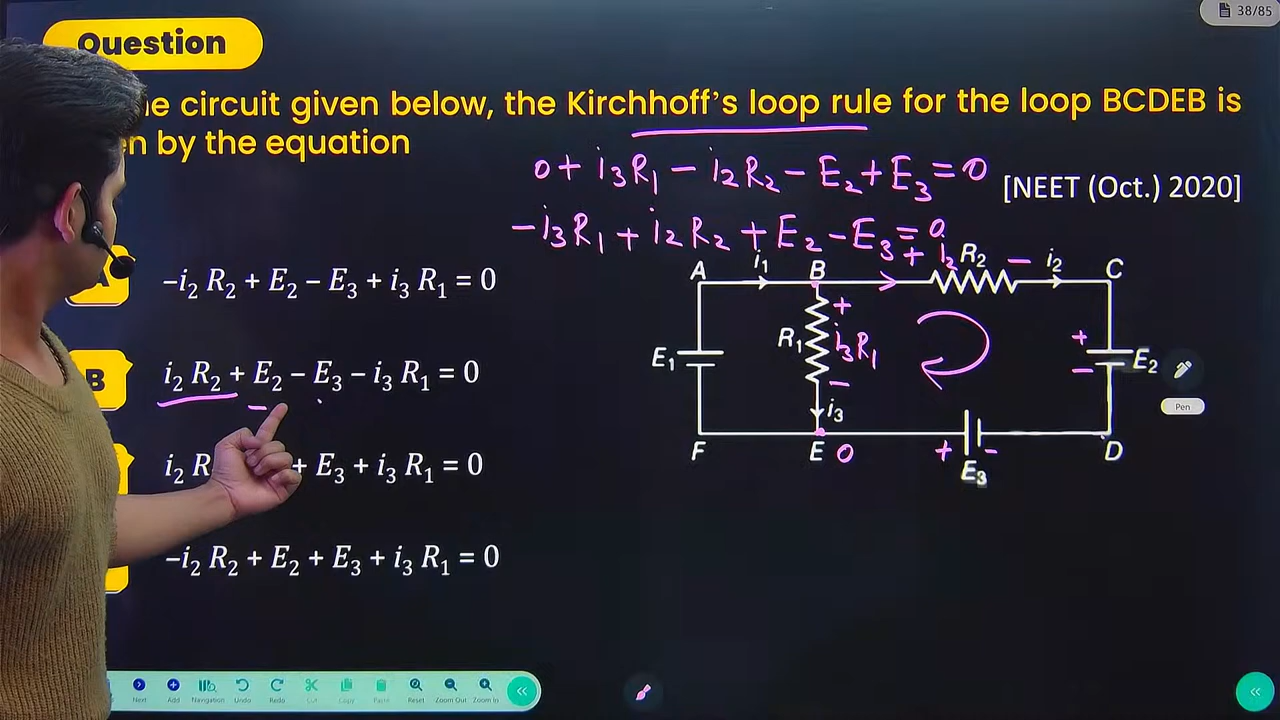 38/85
Question
e circuit given below, the Kirchhoff's loop rule for the loop BCDEB is
n by the equation
0 + i₃R₁ − i₂R₂ − E₂ + E₃ = 0
[NEET (Oct.) 2020]
−i₃R₁ + i₂R₂ + E₂ − E₃ = 0
A
−i₂ R₂ + E₂ − E₃ + i₃ R₁ = 0
B
i₂ R₂ + E₂ − E₃ − i₃ R₁ = 0
i₂ R + E₃ + i₃ R₁ = 0
−i₂ R₂ + E₂ + E₃ + i₃ R₁ = 0
A i₁ B + i₂ R₂ − i₂ C
+
R₁ i₃R₁ +
E₁ E₂
−
−
i₃
F E 0 + − D
E₃
Pen
Next Add Navigation Undo Redo Cut Copy Paste Reset Zoom Out Zoom In